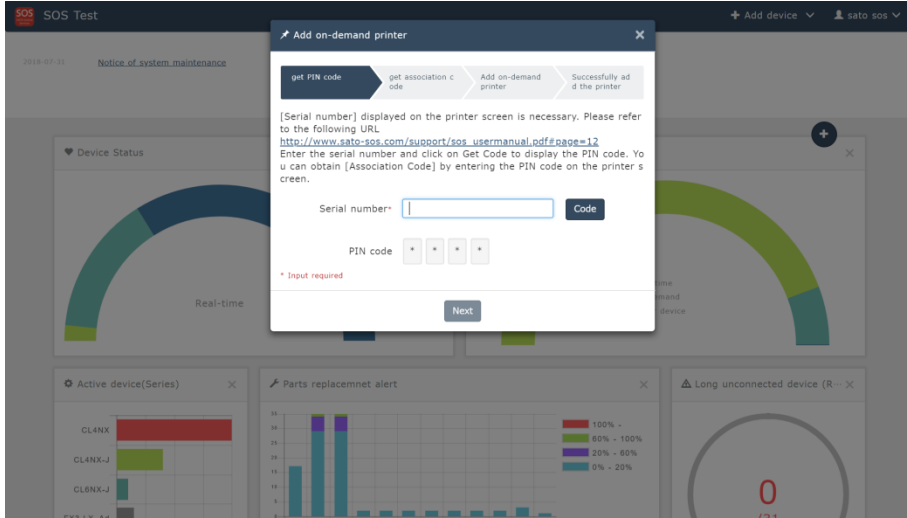 SOS
SOS Test
Add device
sato sos
Add on-demand printer
2018-07-31
Notice of system maintenance
get PIN code
get association c
ode
Add on-demand
printer
Successfully ad
d the printer
[Serial number] displayed on the printer screen is necessary. Please refer
to the following URL
http://www.sato-sos.com/support/sos_usermanual.pdf#page=12
Enter the serial number and click on Get Code to display the PIN code. Yo
u can obtain [Association Code] by entering the PIN code on the printer s
creen.
Serial number*
Code
PIN code * * * *
* Input required
Next
Device Status
Real-time
device
Active device(Series)
CL4NX
CL4NX-J
CL6NX-J
Parts replacemnet alert
100% -
60% - 100%
20% - 60%
0% - 20%
Long unconnected device (R...
0